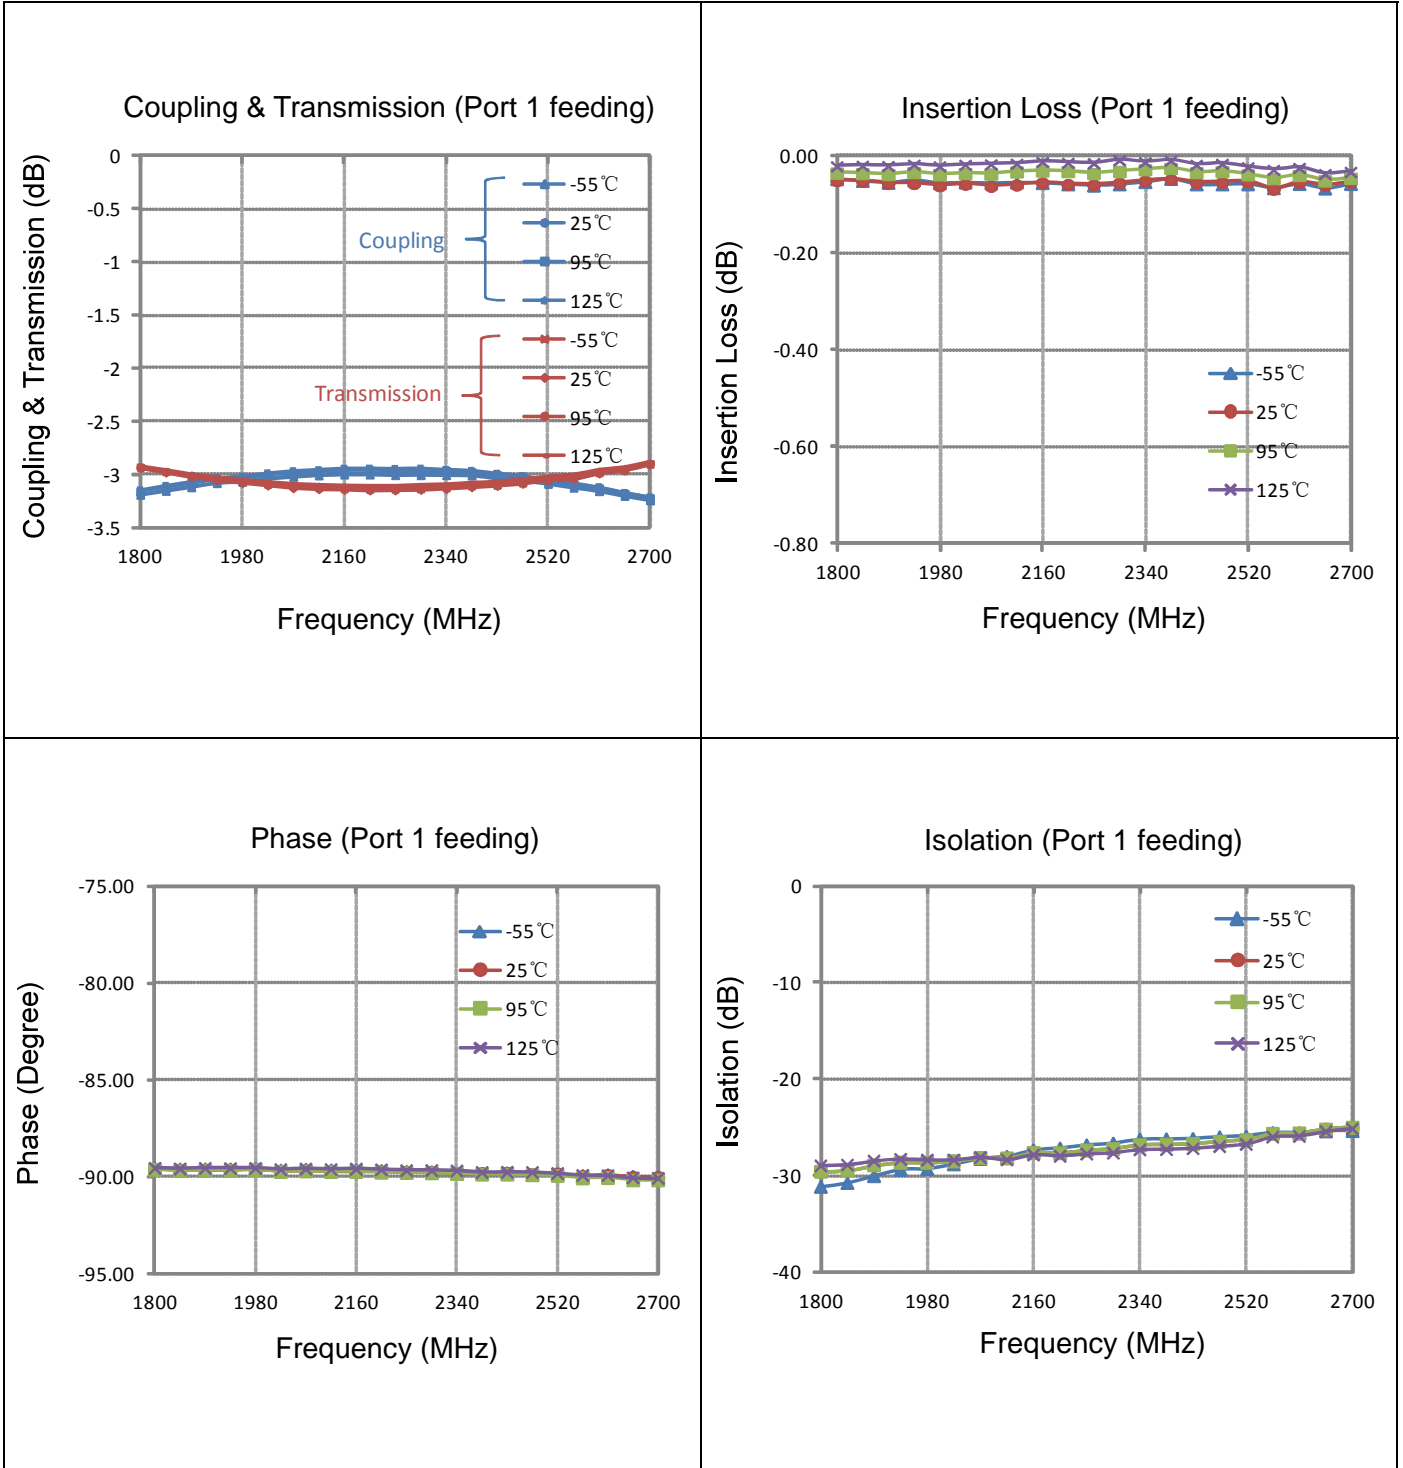 Coupling & Transmission (Port 1 feeding)
Coupling & Transmission (dB)
0
-0.5
-1
-1.5
-2
-2.5
-3
-3.5
1800 1980 2160 2340 2520 2700
Frequency (MHz)
Coupling
-55℃
25℃
95℃
125℃
Transmission
-55℃
25℃
95℃
125℃
Insertion Loss (Port 1 feeding)
Insertion Loss (dB)
0.00
-0.20
-0.40
-0.60
-0.80
1800 1980 2160 2340 2520 2700
Frequency (MHz)
-55℃
25℃
95℃
125℃
Phase (Port 1 feeding)
Phase (Degree)
-75.00
-80.00
-85.00
-90.00
-95.00
1800 1980 2160 2340 2520 2700
Frequency (MHz)
-55℃
25℃
95℃
125℃
Isolation (Port 1 feeding)
Isolation (dB)
0
-10
-20
-30
-40
1800 1980 2160 2340 2520 2700
Frequency (MHz)
-55℃
25℃
95℃
125℃